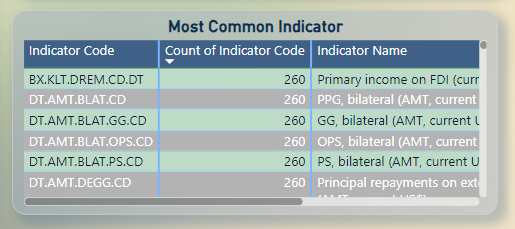 Most Common Indicator
Indicator Code Count of Indicator Code Indicator Name
BX.KLT.DREM.CD.DT 260 Primary income on FDI (curr
DT.AMT.BLAT.CD 260 PPG, bilateral (AMT, current
DT.AMT.BLAT.GG.CD 260 GG, bilateral (AMT, current U
DT.AMT.BLAT.OPS.CD 260 OPS, bilateral (AMT, current
DT.AMT.BLAT.PS.CD 260 PS, bilateral (AMT, current U
DT.AMT.DEGG.CD 260 Principal repayments on exte